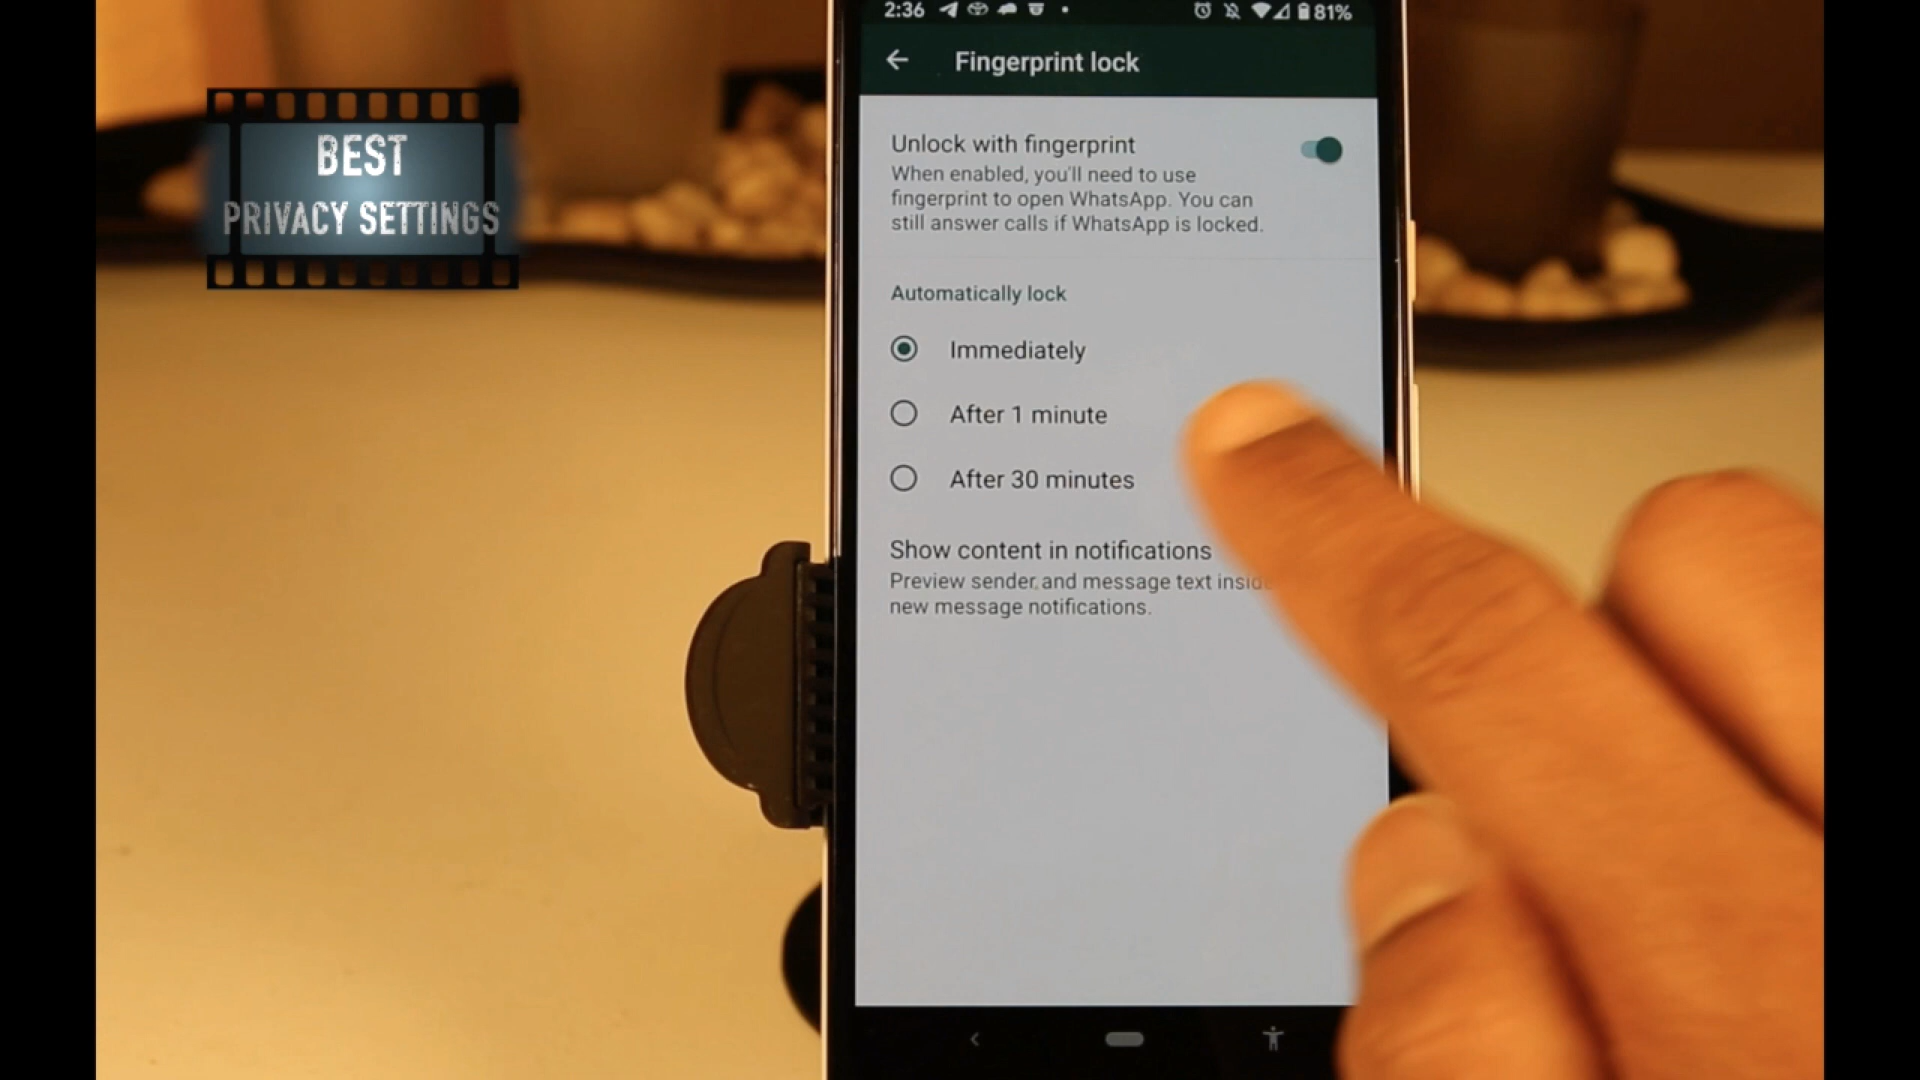 2:36
81%
Fingerprint lock
BEST
PRIVACY SETTINGS
Unlock with fingerprint
When enabled, you'll need to use
fingerprint to open WhatsApp. You can
still answer calls if WhatsApp is locked.
Automatically lock
Immediately
After 1 minute
After 30 minutes
Show content in notifications
Preview sender and message text inside
new message notifications.